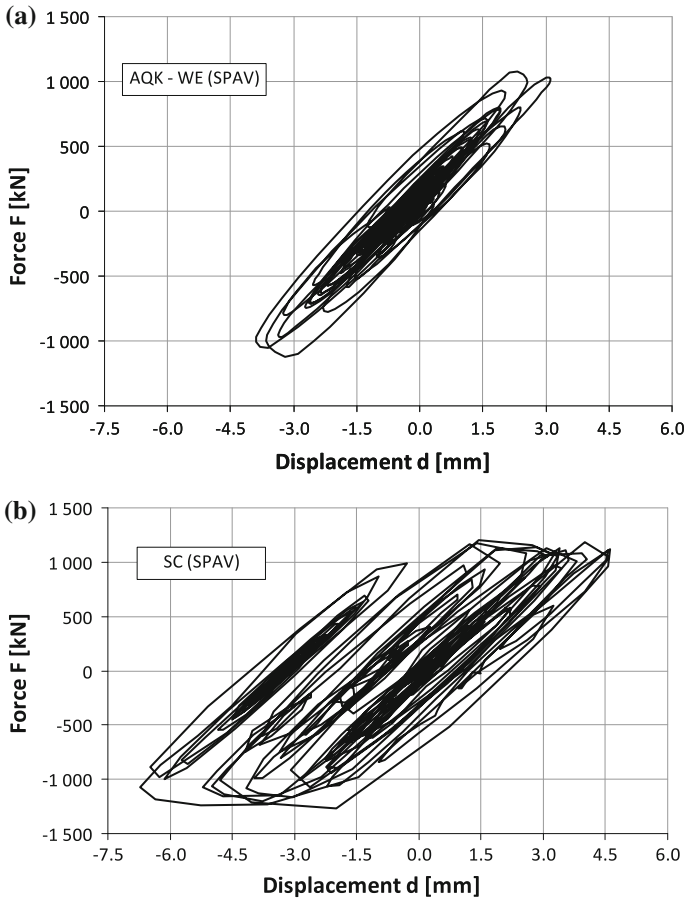 (a)
1 500
1 000
500
0
-500
-1 000
-1 500
AQK - WE (SPAV)
Force F [kN]
-7.5 -6.0 -4.5 -3.0 -1.5 0.0 1.5 3.0 4.5 6.0
Displacement d [mm]
(b)
1 500
1 000
500
0
-500
-1 000
-1 500
SC (SPAV)
Force F [kN]
-7.5 -6.0 -4.5 -3.0 -1.5 0.0 1.5 3.0 4.5 6.0
Displacement d [mm]